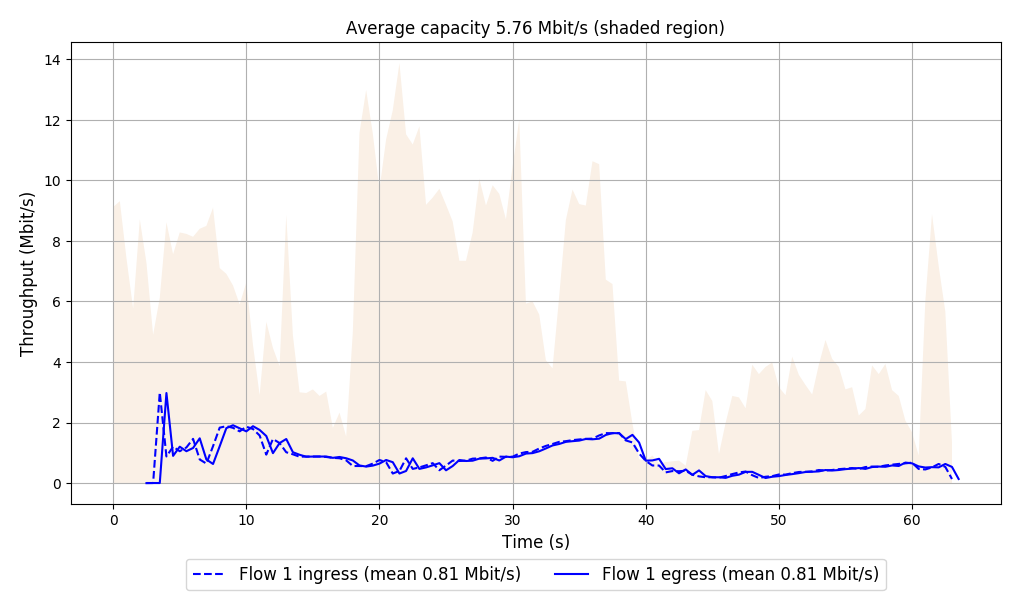 Average capacity 5.76 Mbit/s (shaded region)
Throughput (Mbit/s)
14
12
10
8
6
4
2
0
0 10 20 30 40 50 60
Time (s)
Flow 1 ingress (mean 0.81 Mbit/s) Flow 1 egress (mean 0.81 Mbit/s)